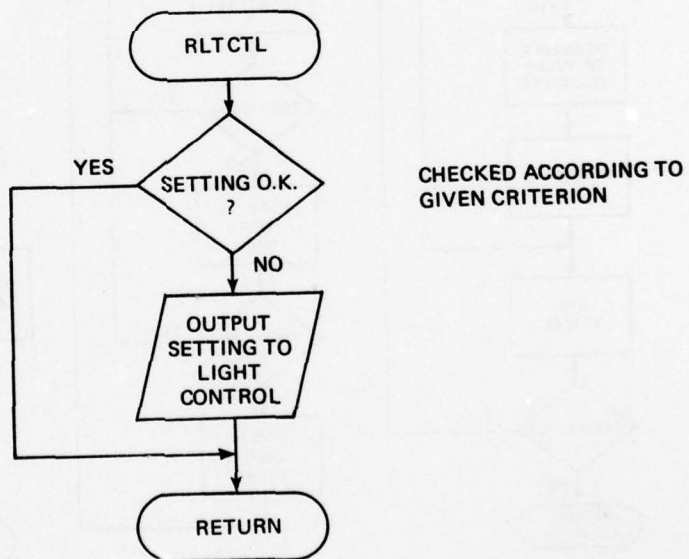 RLTCTL
YES
SETTING O.K.
?
CHECKED ACCORDING TO
GIVEN CRITERION
NO
OUTPUT
SETTING TO
LIGHT
CONTROL
RETURN